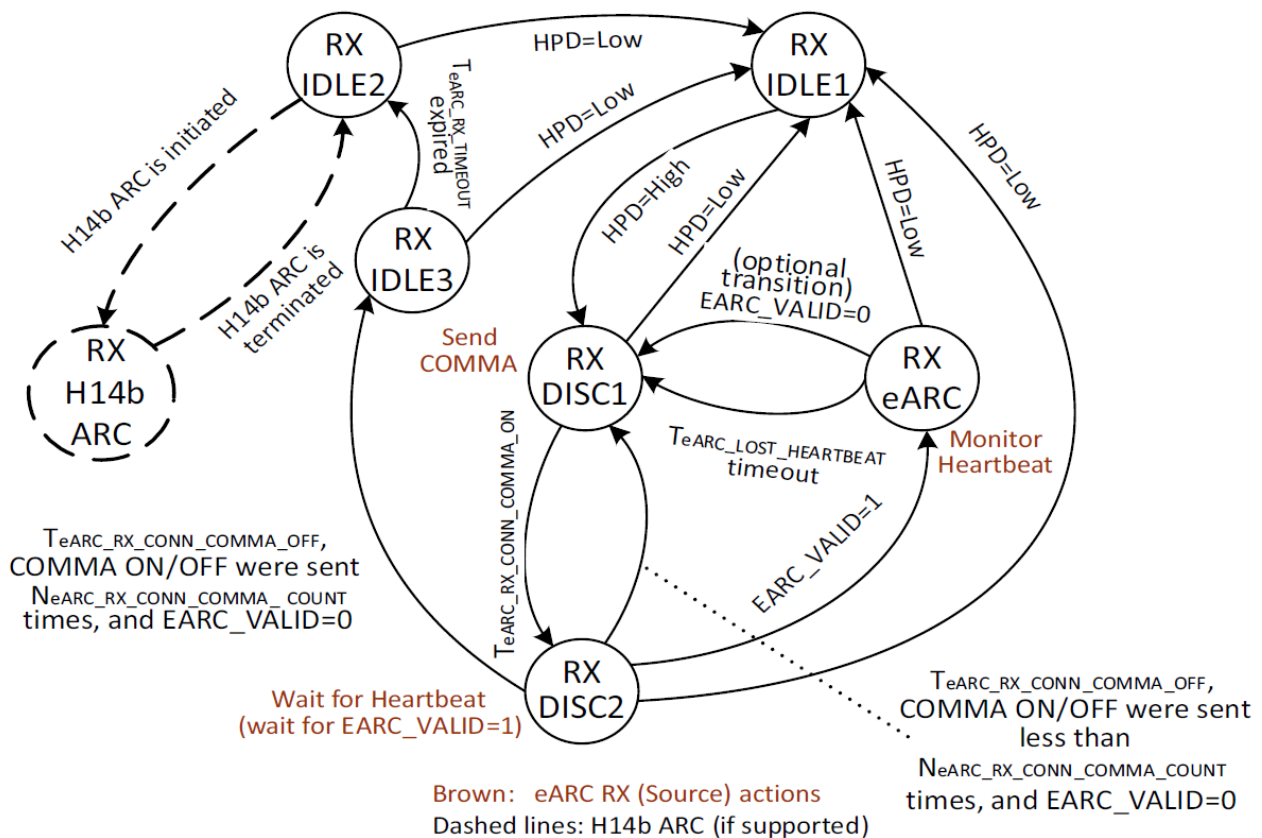 RX
IDLE2
HPD=Low
RX
IDLE1
TeARC_RX_TIMEOUT
expired
HPD=Low
H14b ARC is initiated
HPD=High
HPD=Low
HPD=Low
HPD=Low
RX
IDLE3
H14b ARC is
terminated
(optional
transition)
EARC_VALID=0
RX
H14b
ARC
Send
COMMA
RX
DISC1
RX
eARC
Monitor
Heartbeat
TeARC_LOST_HEARTBEAT
timeout
TeARC_RX_CONN_COMMA_ON
EARC_VALID=1
TeARC_RX_CONN_COMMA_OFF,
COMMA ON/OFF were sent
NeARC_RX_CONN_COMMA_ COUNT
times, and EARC_VALID=0
RX
DISC2
Wait for Heartbeat
(wait for EARC_VALID=1)
TeARC_RX_CONN_COMMA_OFF,
COMMA ON/OFF were sent
less than
NeARC_RX_CONN_COMMA_COUNT
times, and EARC_VALID=0
Brown: eARC RX (Source) actions
Dashed lines: H14b ARC (if supported)